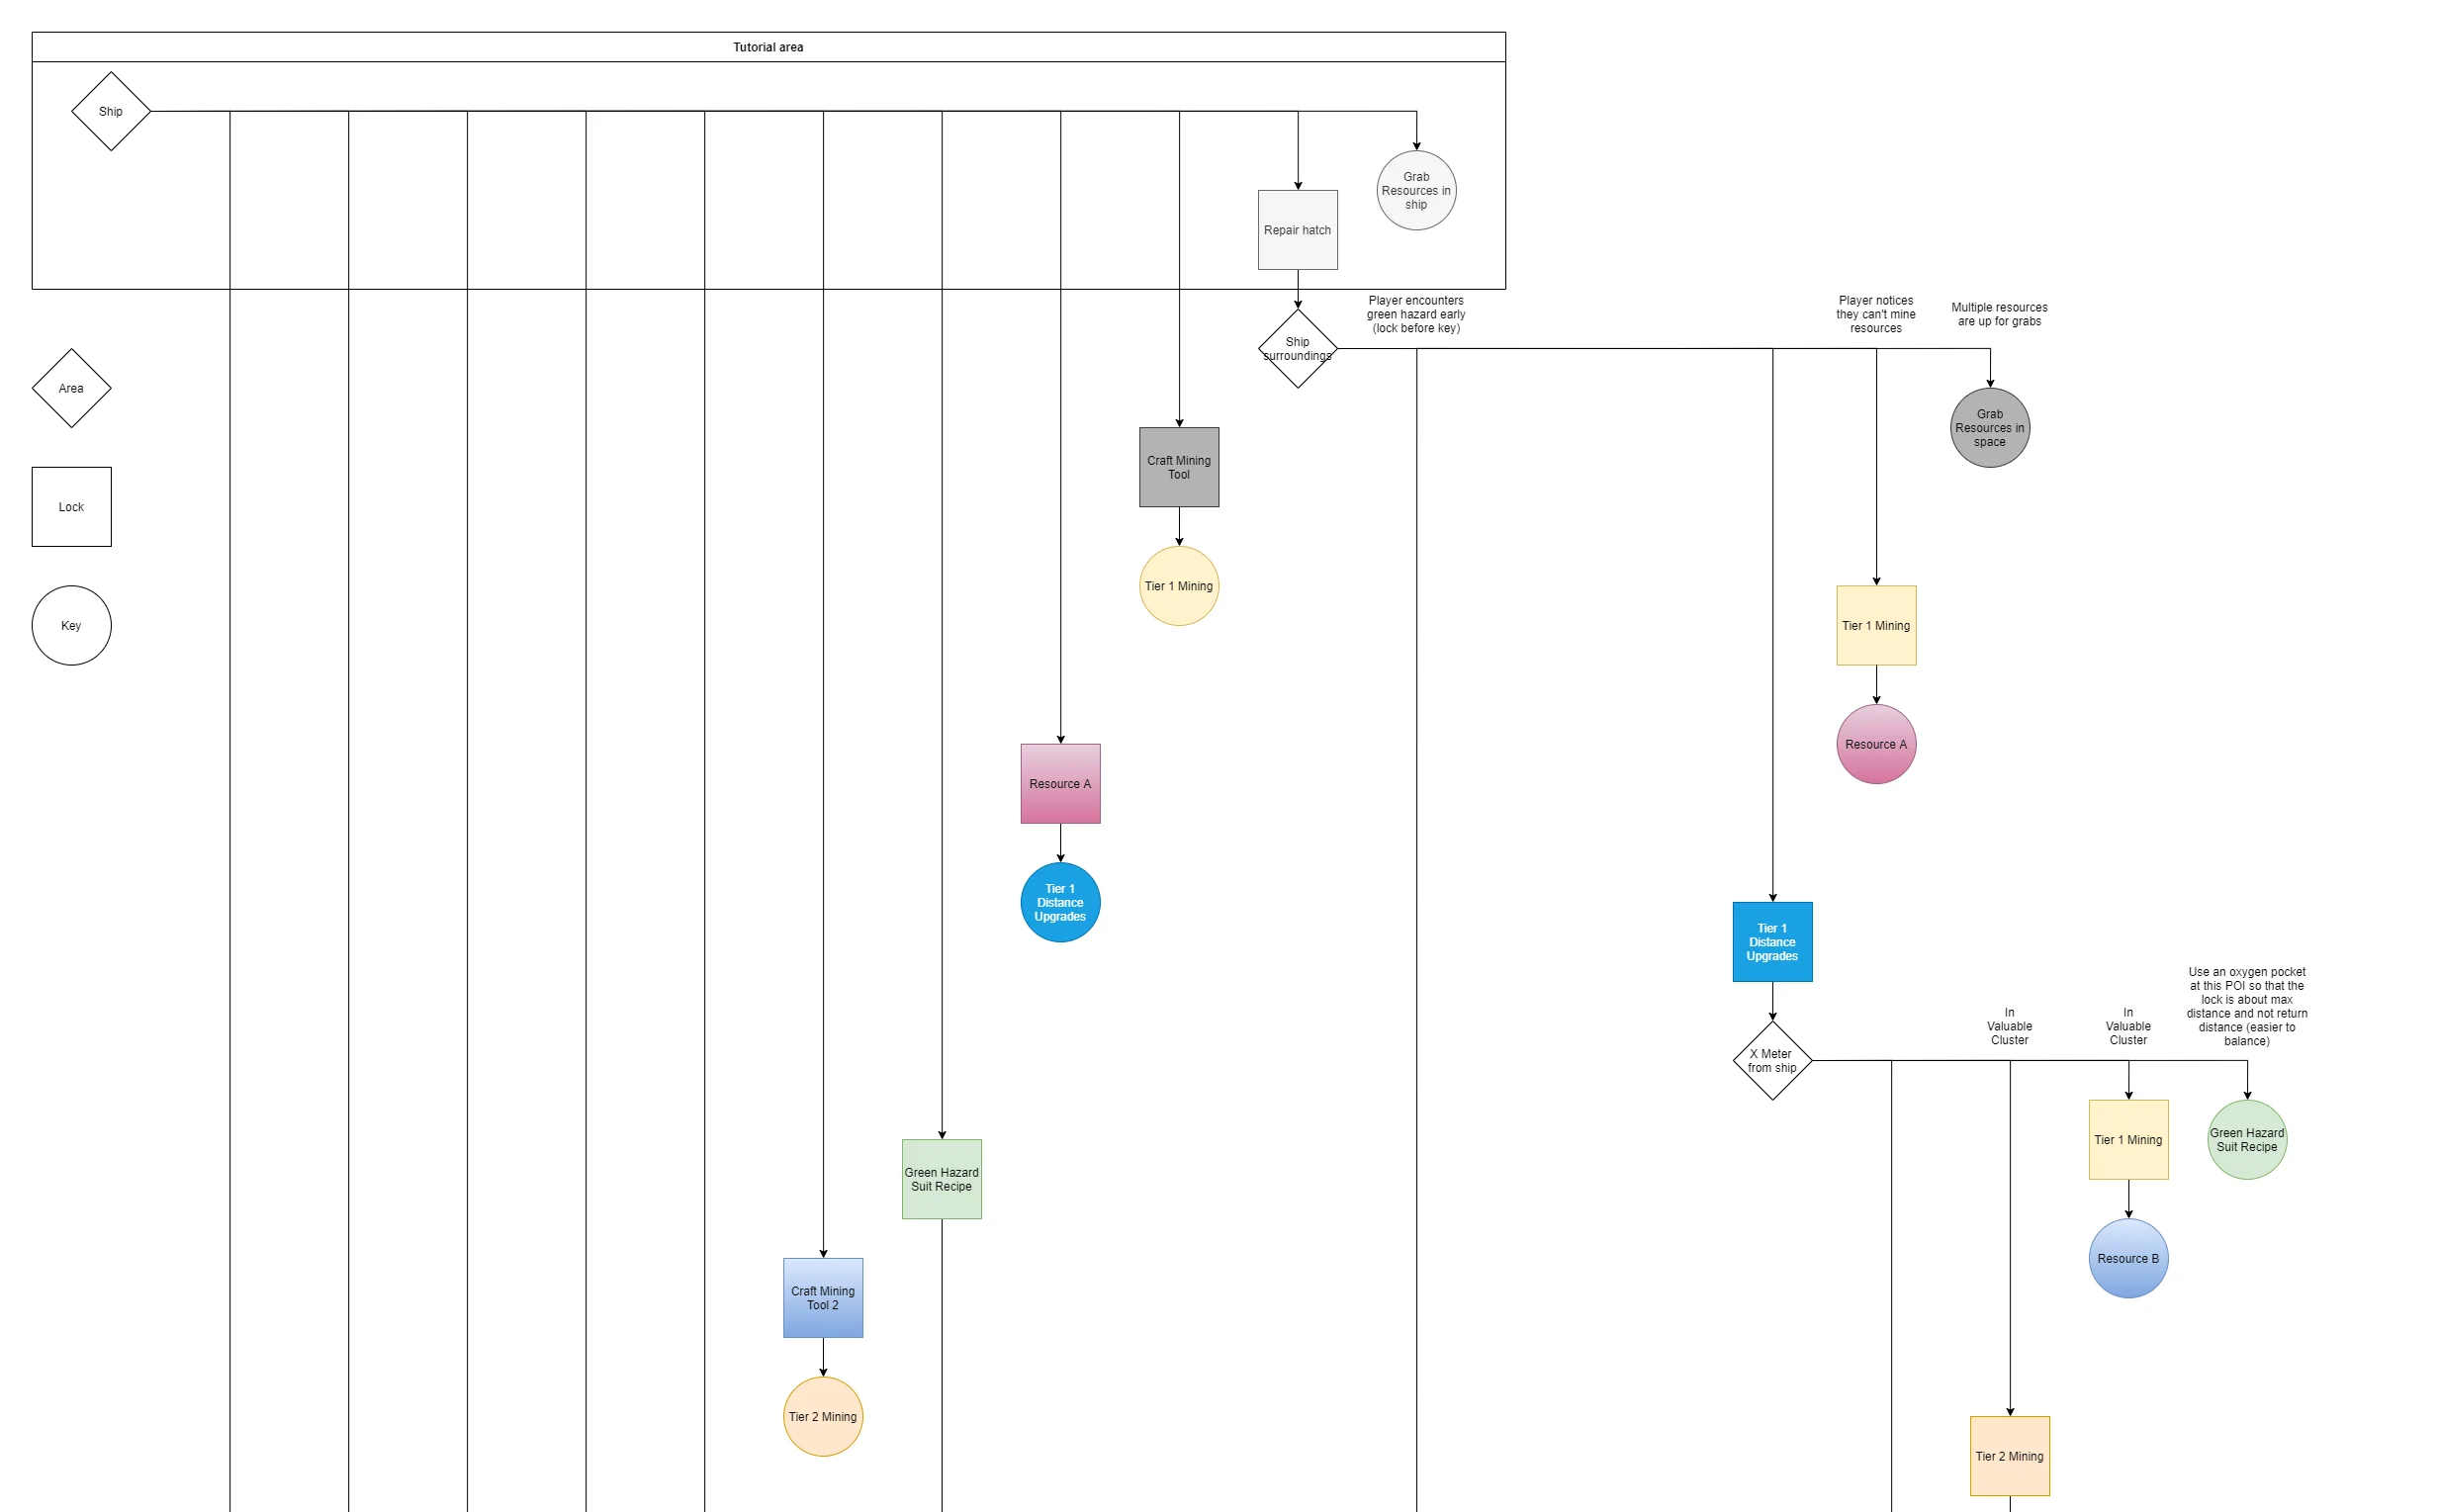 Tutorial area
Ship
Grab
Resources in
ship
Repair hatch
Player encounters
green hazard early
(lock before key)
Player notices
they can't mine
resources
Multiple resources
are up for grabs
Ship
surroundings
Area
Grab
Resources in
space
Craft Mining
Tool
Lock
Tier 1 Mining
Key
Tier 1 Mining
Resource A
Resource A
Tier 1
Distance
Upgrades
Tier 1
Distance
Upgrades
Use an oxygen pocket
at this POI so that the
lock is about max
distance and not return
distance (easier to
balance)
In
Valuable
Cluster
In
Valuable
Cluster
X Meter
from ship
Tier 1 Mining
Green Hazard
Suit Recipe
Green Hazard
Suit Recipe
Resource B
Craft Mining
Tool 2
Tier 2 Mining
Tier 2 Mining